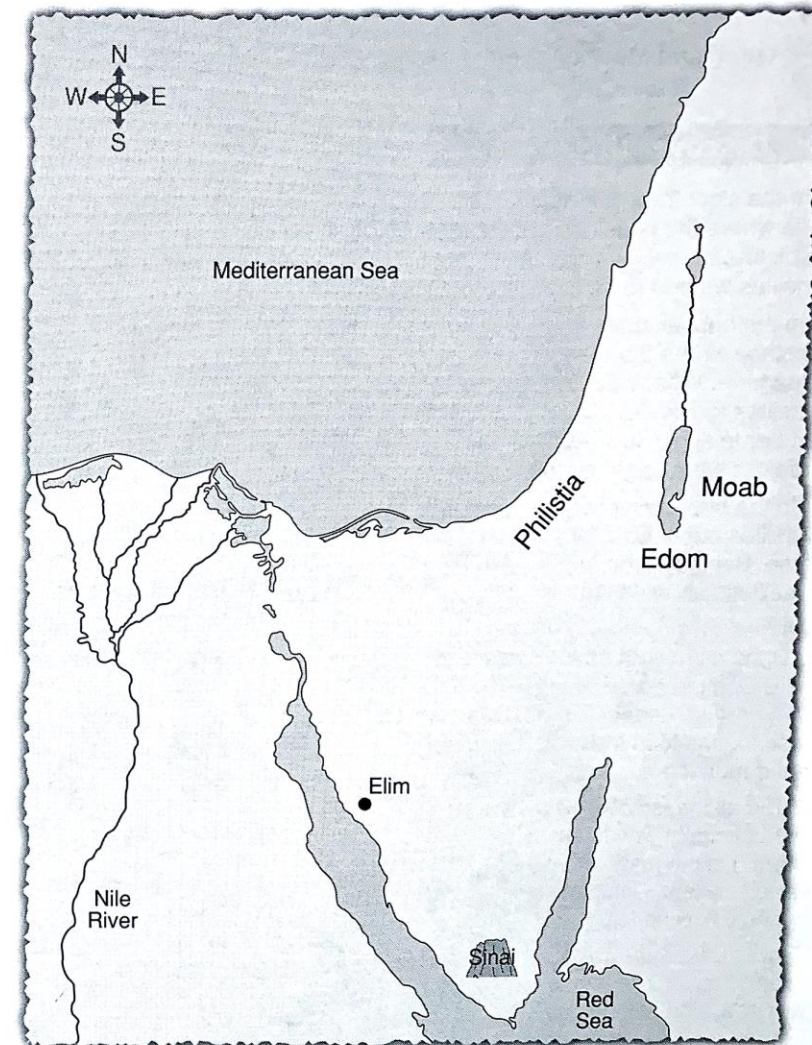 N
W E
S
Mediterranean Sea
Philistia
Moab
Edom
Elim
Nile
River
Sinai
Red
Sea